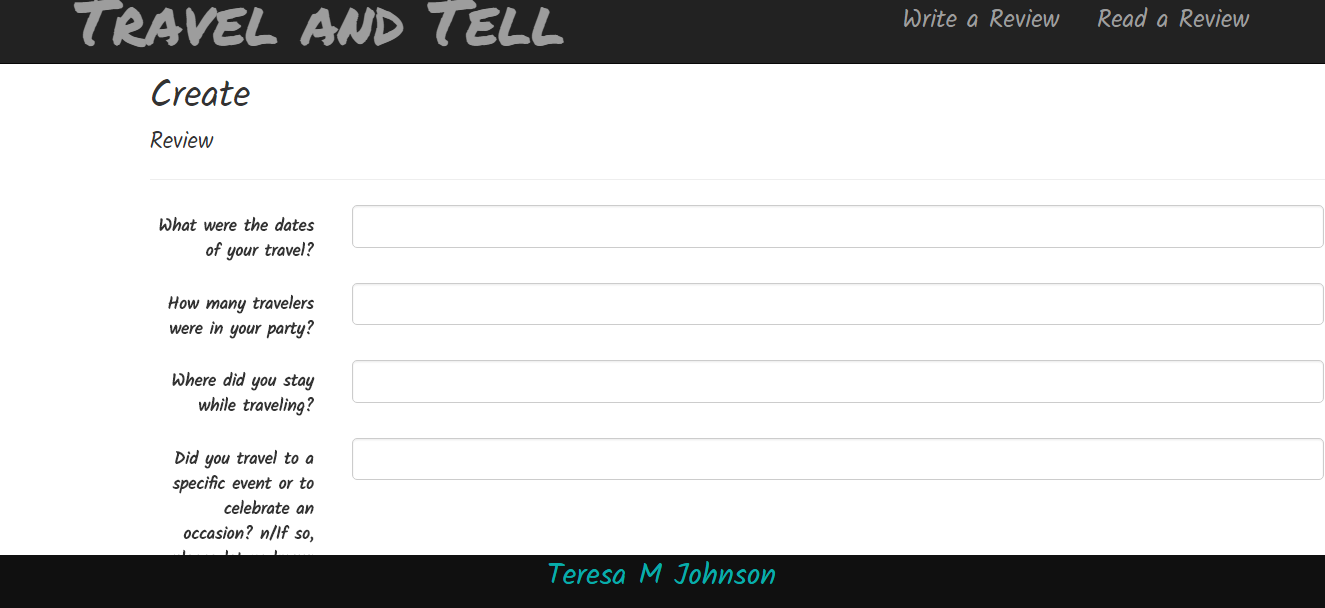 Travel and Tell
Write a Review Read a Review
Create
Review
What were the dates
of your travel?
How many travelers
were in your party?
Where did you stay
while traveling?
Did you travel to a
specific event or to
celebrate an
occasion? n/If so,
Teresa M Johnson